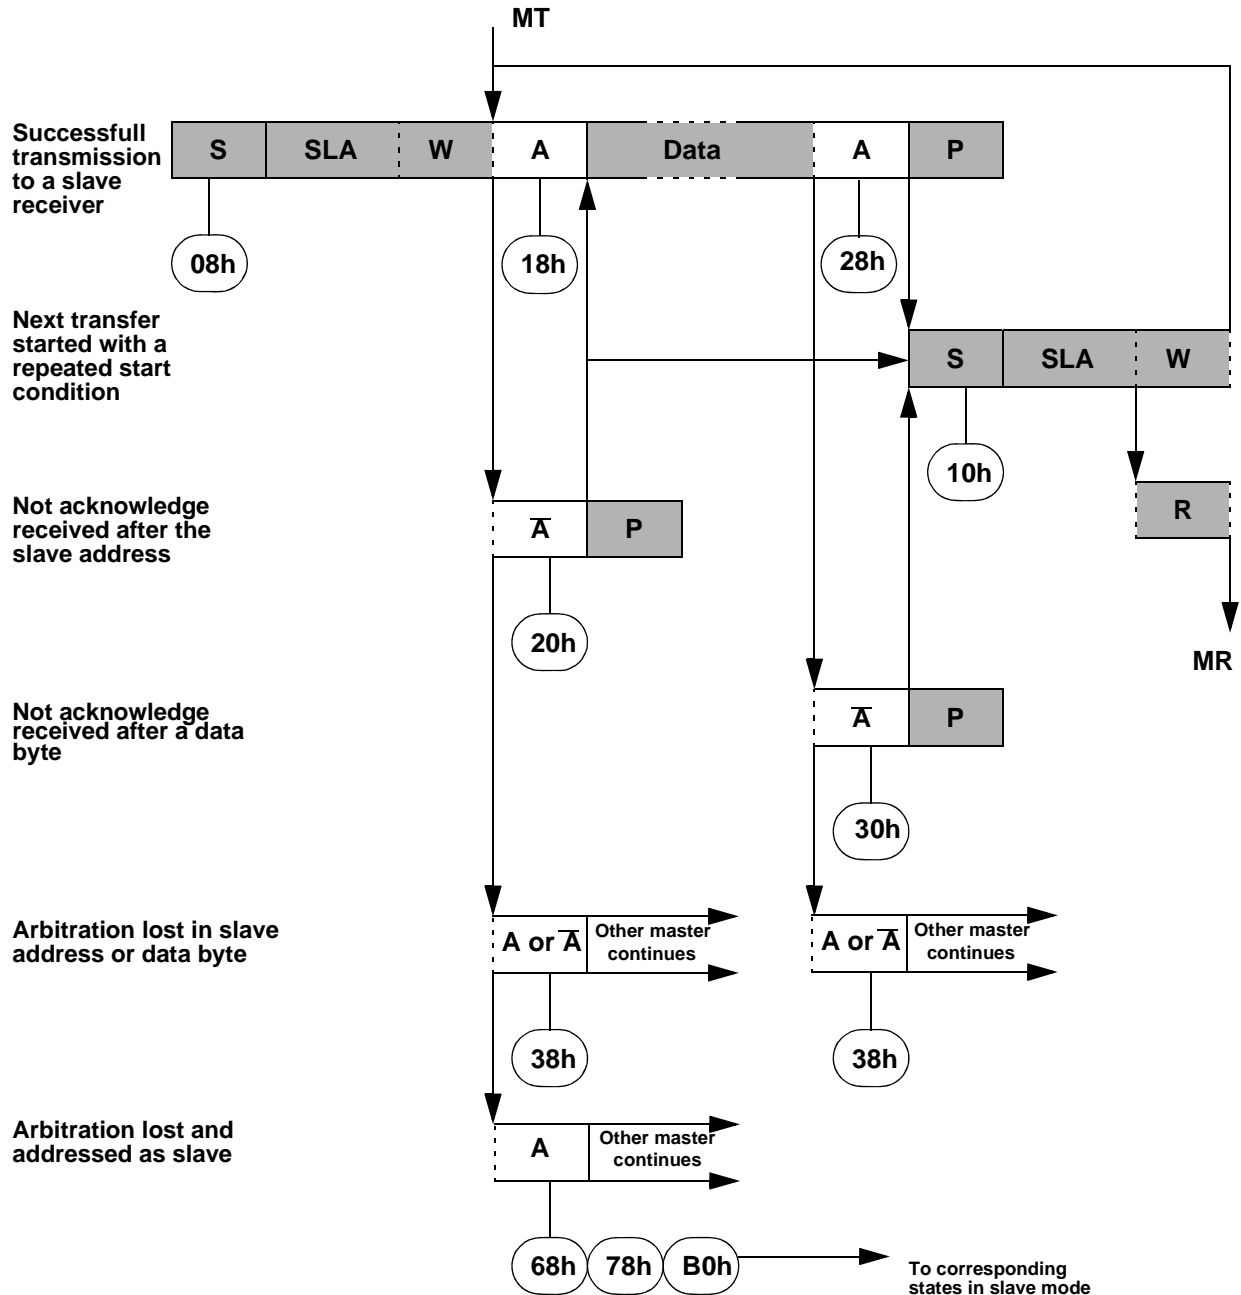 MT
Successfull
transmission
to a slave
receiver
S SLA W A Data A P
08h 18h 28h
Next transfer
started with a
repeated start
condition
S SLA W
10h
Not acknowledge
received after the
slave address
A̅ P
R
20h
MR
Not acknowledge
received after a data
byte
A̅ P
30h
Arbitration lost in slave
address or data byte
A or A̅ Other master
continues
A or A̅ Other master
continues
38h 38h
Arbitration lost and
addressed as slave
A Other master
continues
68h 78h B0h
To corresponding
states in slave mode